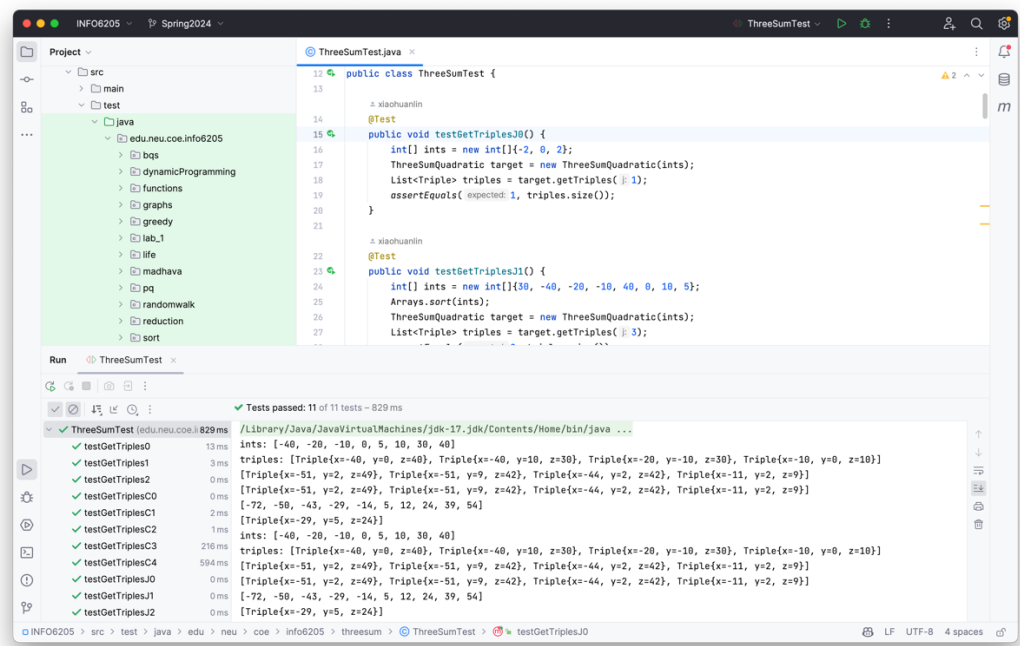 INFO6205 Spring2024 ThreeSumTest
Project
src
main
test
java
edu.neu.coe.info6205
bqs
dynamicProgramming
functions
graphs
greedy
lab_1
life
madhava
pq
randomwalk
reduction
sort
ThreeSumTest.java
2
12 public class ThreeSumTest {
13
xiaohuanlin
14 @Test
15 public void testGetTriplesJ0() {
16 int[] ints = new int[]{-2, 0, 2};
17 ThreeSumQuadratic target = new ThreeSumQuadratic(ints);
18 List<Triple> triples = target.getTriples( j: 1);
19 assertEquals( expected: 1, triples.size());
20 }
21
xiaohuanlin
22 @Test
23 public void testGetTriplesJ1() {
24 int[] ints = new int[]{30, -40, -20, -10, 40, 0, 10, 5};
25 Arrays.sort(ints);
26 ThreeSumQuadratic target = new ThreeSumQuadratic(ints);
27 List<Triple> triples = target.getTriples( j: 3);
m
Run ThreeSumTest
Tests passed: 11 of 11 tests – 829 ms
ThreeSumTest (edu.neu.coe.i 829 ms
testGetTriples0 13 ms
testGetTriples1 3 ms
testGetTriples2 0 ms
testGetTriplesC0 0 ms
testGetTriplesC1 2 ms
testGetTriplesC2 1 ms
testGetTriplesC3 216 ms
testGetTriplesC4 594 ms
testGetTriplesJ0 0 ms
testGetTriplesJ1 0 ms
testGetTriplesJ2 0 ms
/Library/Java/JavaVirtualMachines/jdk-17.jdk/Contents/Home/bin/java ...
ints: [-40, -20, -10, 0, 5, 10, 30, 40]
triples: [Triple{x=-40, y=0, z=40}, Triple{x=-40, y=10, z=30}, Triple{x=-20, y=-10, z=30}, Triple{x=-10, y=0, z=10}]
[Triple{x=-51, y=2, z=49}, Triple{x=-51, y=9, z=42}, Triple{x=-44, y=2, z=42}, Triple{x=-11, y=2, z=9}]
[Triple{x=-51, y=2, z=49}, Triple{x=-51, y=9, z=42}, Triple{x=-44, y=2, z=42}, Triple{x=-11, y=2, z=9}]
[-72, -50, -43, -29, -14, 5, 12, 24, 39, 54]
[Triple{x=-29, y=5, z=24}]
ints: [-40, -20, -10, 0, 5, 10, 30, 40]
triples: [Triple{x=-40, y=0, z=40}, Triple{x=-40, y=10, z=30}, Triple{x=-20, y=-10, z=30}, Triple{x=-10, y=0, z=10}]
[Triple{x=-51, y=2, z=49}, Triple{x=-51, y=9, z=42}, Triple{x=-44, y=2, z=42}, Triple{x=-11, y=2, z=9}]
[Triple{x=-51, y=2, z=49}, Triple{x=-51, y=9, z=42}, Triple{x=-44, y=2, z=42}, Triple{x=-11, y=2, z=9}]
[-72, -50, -43, -29, -14, 5, 12, 24, 39, 54]
[Triple{x=-29, y=5, z=24}]
INFO6205 > src > test > java > edu > neu > coe > info6205 > threesum > ThreeSumTest > testGetTriplesJ0 LF UTF-8 4 spaces